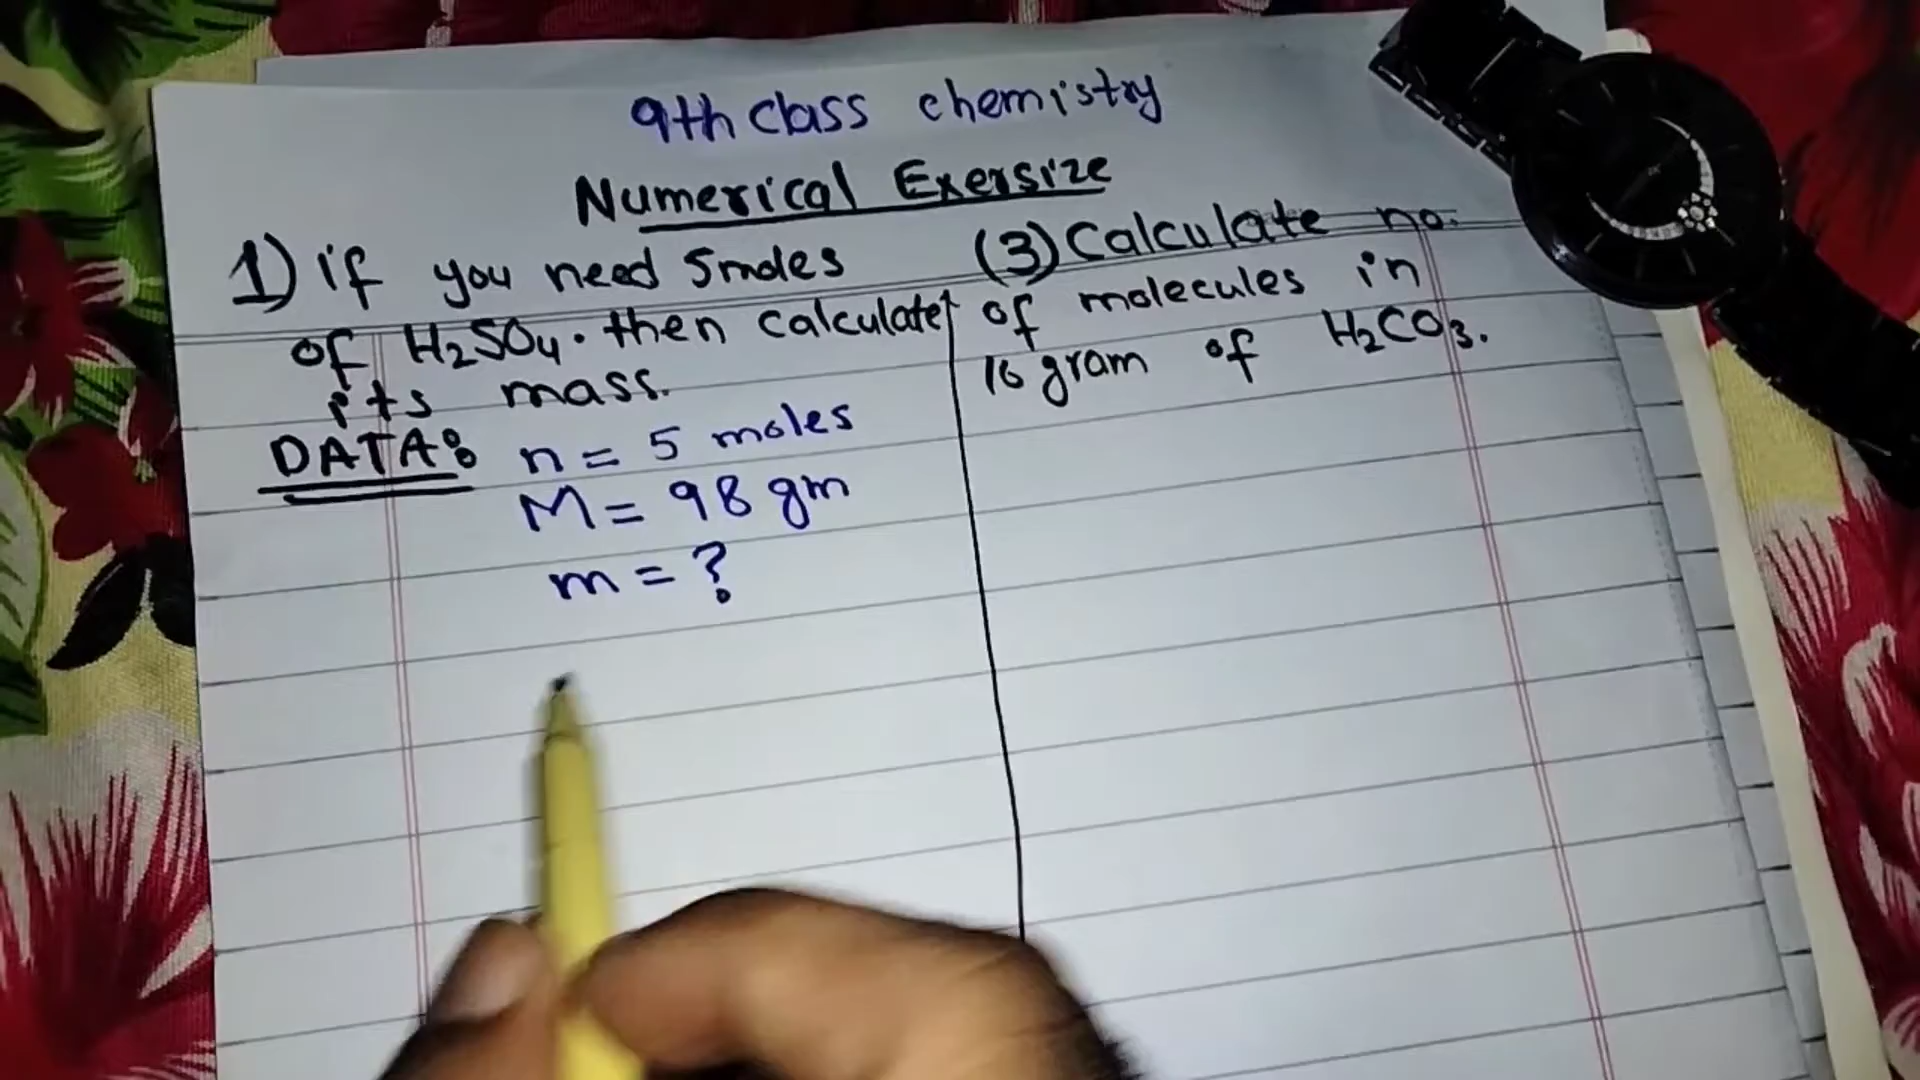 9th class chemistry
Numerical Exersize
1) if you need 5moles
of H₂SO₄. then calculate
its mass.
DATA:
n = 5 moles
M = 98 gm
m = ?
(3) Calculate no.
of molecules in
16 gram of H₂CO₃.